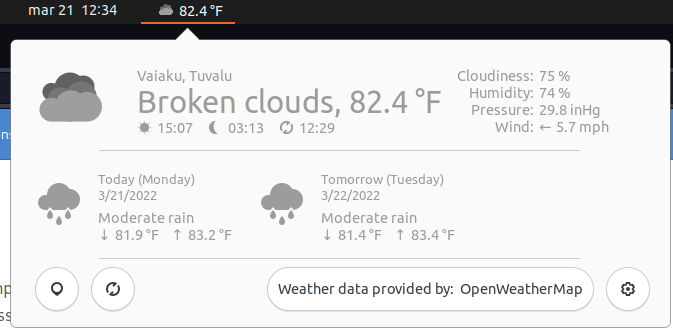 mar 21 12:34
82.4 °F
Vaiaku, Tuvalu
Broken clouds, 82.4 °F
15:07 03:13 12:29
Cloudiness: 75 %
Humidity: 74 %
Pressure: 29.8 inHg
Wind: ← 5.7 mph
Today (Monday)
3/21/2022
Moderate rain
↓ 81.9 °F ↑ 83.2 °F
Tomorrow (Tuesday)
3/22/2022
Moderate rain
↓ 81.4 °F ↑ 83.4 °F
Weather data provided by: OpenWeatherMap